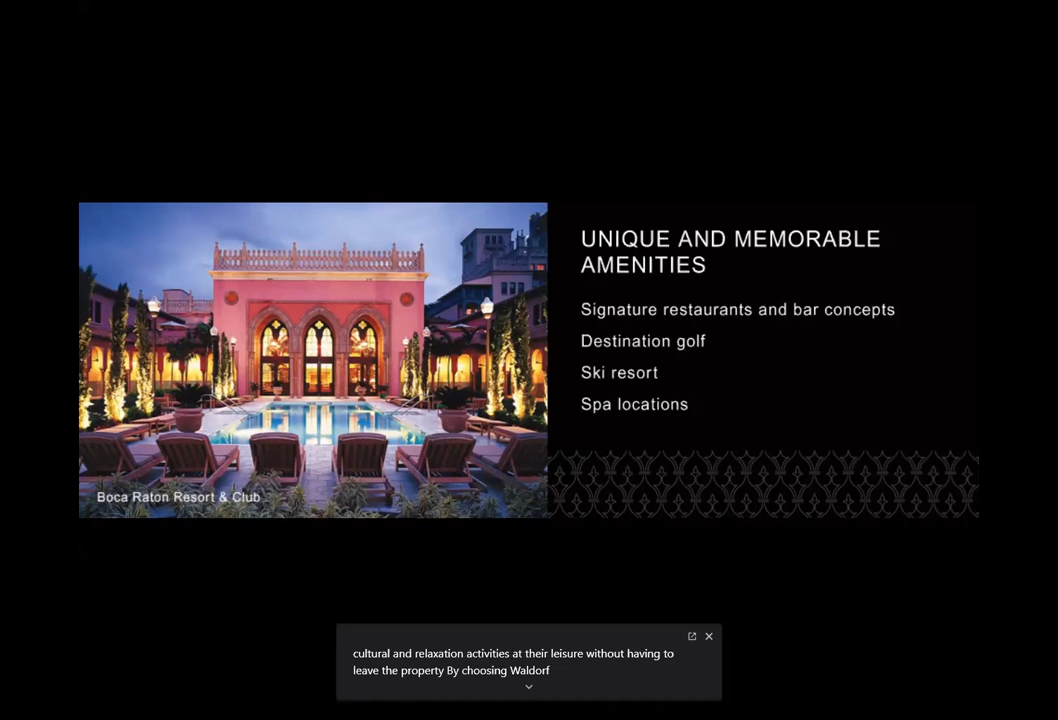 UNIQUE AND MEMORABLE
AMENITIES
Signature restaurants and bar concepts
Destination golf
Ski resort
Spa locations
Boca Raton Resort & Club
cultural and relaxation activities at their leisure without having to
leave the property By choosing Waldorf